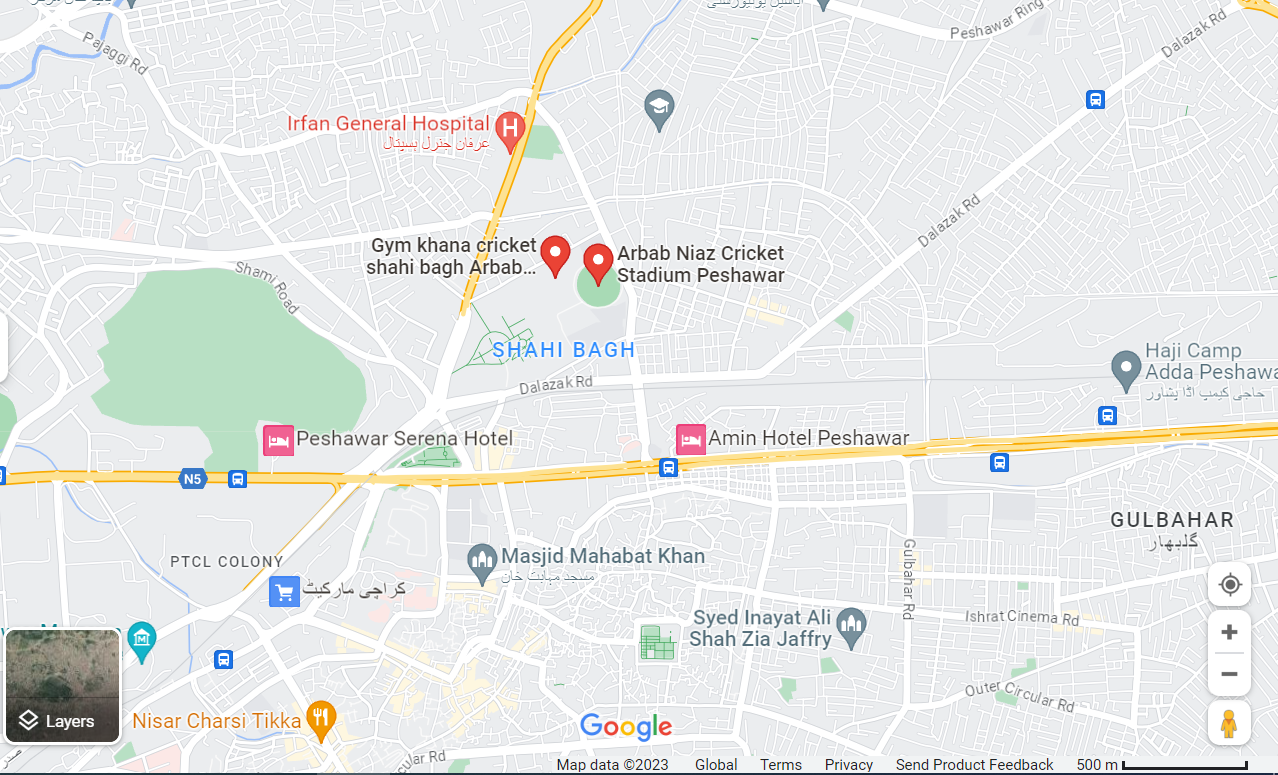 Pajaggi Rd
Peshawar Ring
Dalazak Rd
Irfan General Hospital
عرفان جنرل ہسپتال
Dalazak Rd
Gym khana cricket
shahi bagh Arbab...
Arbab Niaz Cricket
Stadium Peshawar
Shami Road
SHAHI BAGH
Dalazak Rd
Haji Camp
Adda Peshawa
حاجی کیمپ اڈا پشاور
Peshawar Serena Hotel
Amin Hotel Peshawar
N5
GULBAHAR
گلبہار
PTCL COLONY
Masjid Mahabat Khan
مسجد مہابت خان
Gulbahar Rd
کراچی مارکیٹ
Syed Inayat Ali
Shah Zia Jaffry
Ishrat Cinema Rd
Outer Circular Rd
Layers
Nisar Charsi Tikka
Google
ular Rd
Map data ©2023 Global Terms Privacy Send Product Feedback 500 m